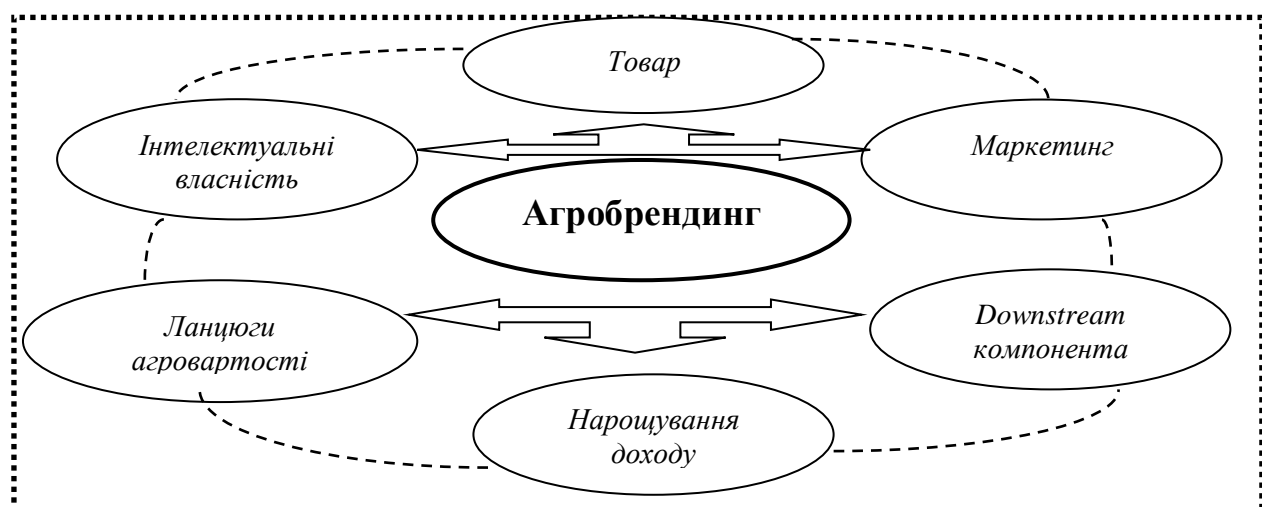 Товар
Інтелектуальні
власність
Маркетинг
Агробрендинг
Ланцюги
агровартості
Downstream
компонента
Нарощування
доходу